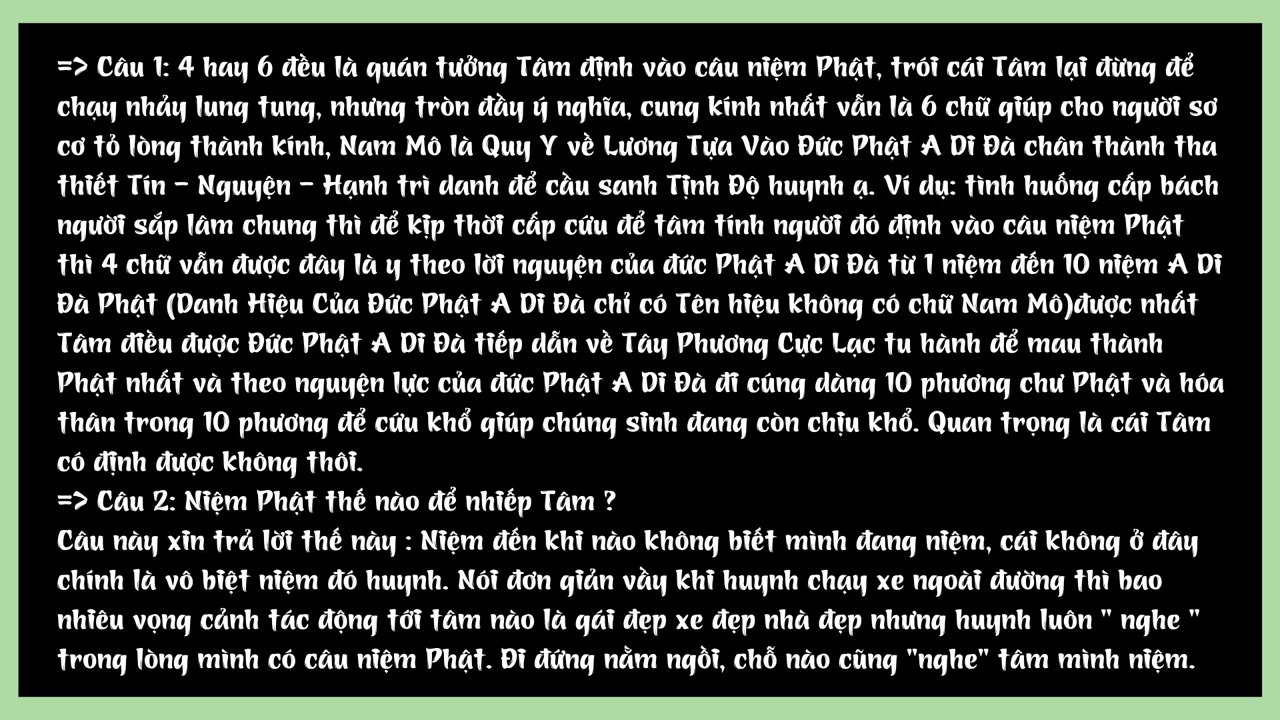 => Câu 1: 4 hay 6 đều là quán tưởng Tâm định vào câu niệm Phật, trói cái Tâm lại đừng để
chạy nhảy lung tung, nhưng tròn đầy ý nghĩa, cung kính nhất vẫn là 6 chữ giúp cho người sơ
cơ tỏ lòng thành kính, Nam Mô là Quy Y về Lương Tựa Vào Đức Phật A Di Đà chân thành tha
thiết Tín - Nguyện - Hạnh trì danh để cầu sanh Tịnh Độ huynh ạ. Ví dụ: tình huống cấp bách
người sắp lâm chung thì để kịp thời cấp cứu để tâm tính người đó định vào câu niệm Phật
thì 4 chữ vẫn được đây là y theo lời nguyện của đức Phật A Di Đà từ 1 niệm đến 10 niệm A Di
Đà Phật (Danh Hiệu Của Đức Phật A Di Đà chỉ có Tên hiệu không có chữ Nam Mô)được nhất
Tâm điều được Đức Phật A Di Đà tiếp dẫn về Tây Phương Cực Lạc tu hành để mau thành
Phật nhất và theo nguyện lực của đức Phật A Di Đà đi cúng dàng 10 phương chư Phật và hóa
thân trong 10 phương để cứu khổ giúp chúng sinh đang còn chịu khổ. Quan trọng là cái Tâm
có định được không thôi.
=> Câu 2: Niệm Phật thế nào để nhiếp Tâm ?
Câu này xin trả lời thế này : Niệm đến khi nào không biết mình đang niệm, cái không ở đây
chính là vô biệt niệm đó huynh. Nói đơn giản vầy khi huynh chạy xe ngoài đường thì bao
nhiêu vọng cảnh tác động tới tâm nào là gái đẹp xe đẹp nhà đẹp nhưng huynh luôn " nghe "
trong lòng mình có câu niệm Phật. Đi đứng nằm ngồi, chỗ nào cũng "nghe" tâm mình niệm.